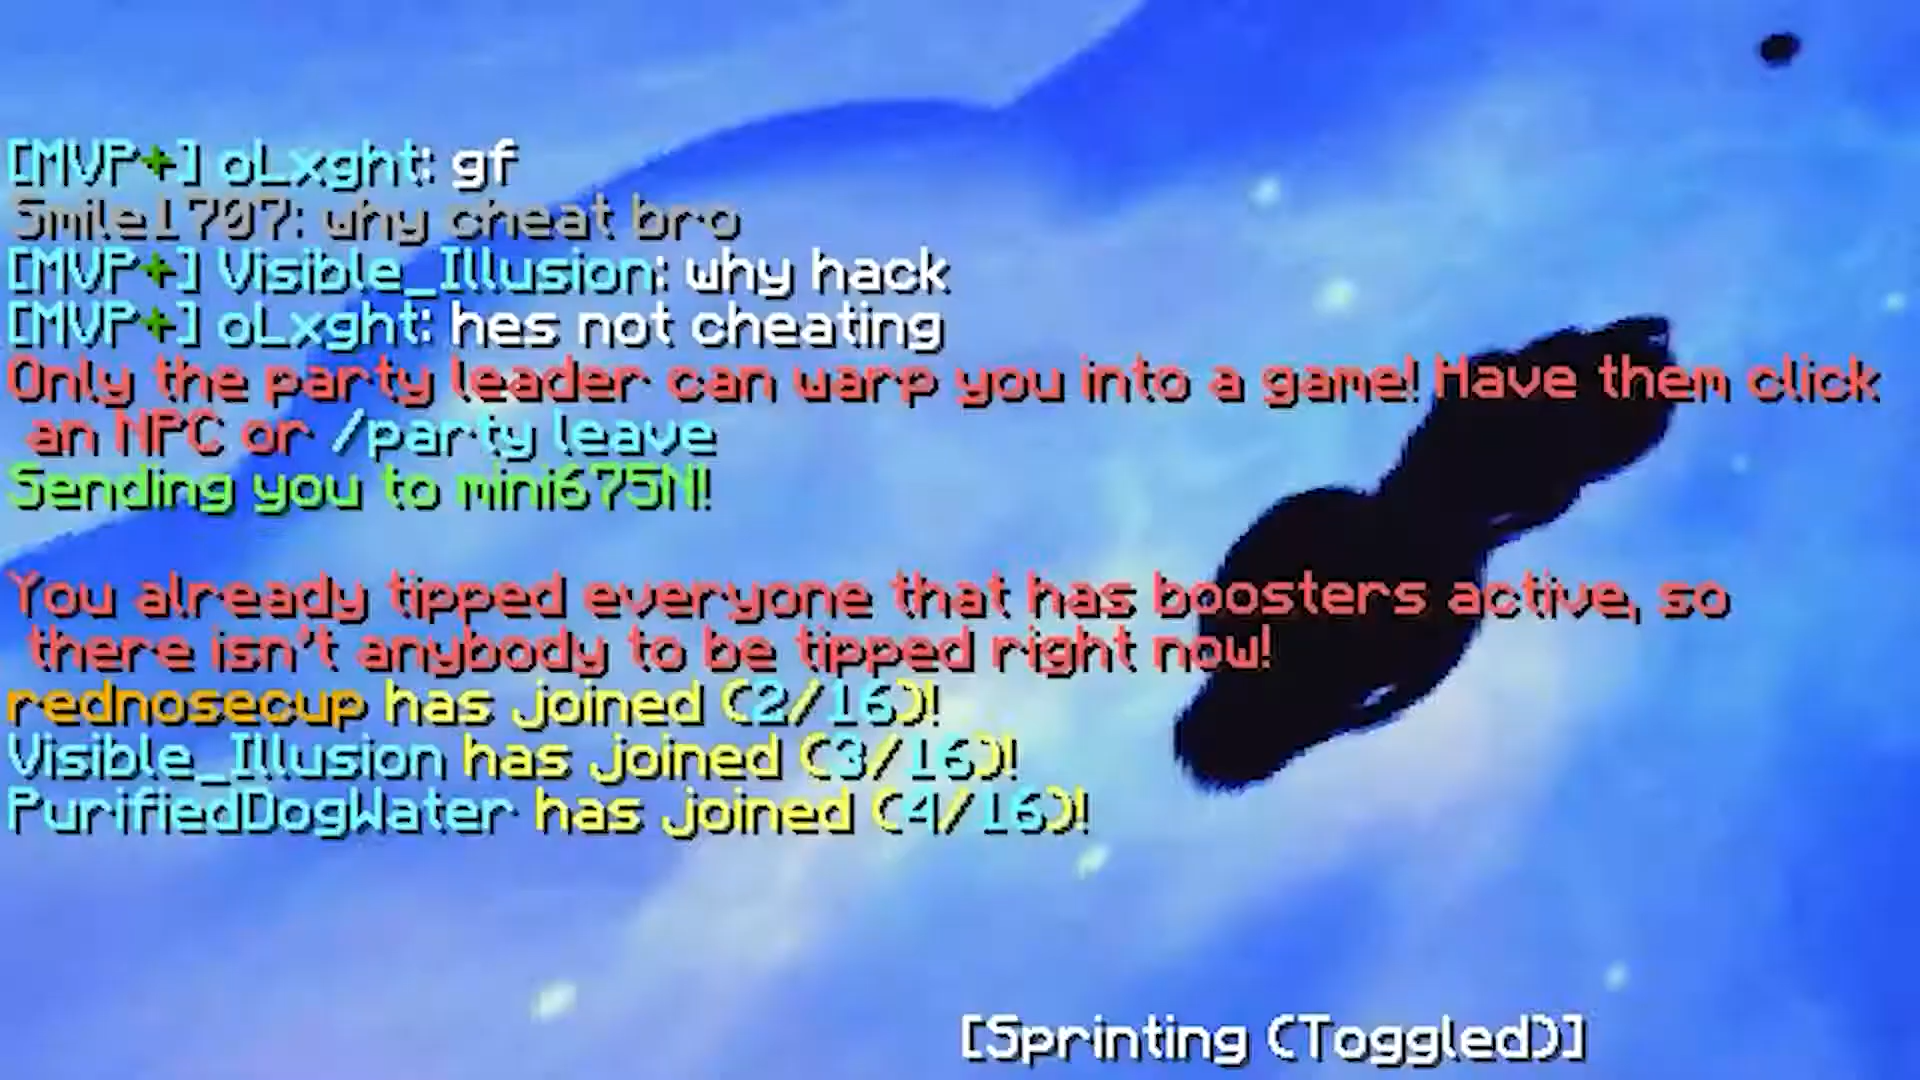 [MVP+] oLxght: gf
Smile1707: why cheat bro
[MVP+] Visible_Illusion: why hack
[MVP+] oLxght: hes not cheating
Only the party leader can warp you into a game! Have them click
an NPC or /party leave
Sending you to mini675N!
You already tipped everyone that has boosters active, so
there isn't anybody to be tipped right now!
rednosecup has joined (2/16)!
Visible_Illusion has joined (3/16)!
PurifiedDogWater has joined (4/16)!
[Sprinting (Toggled)]